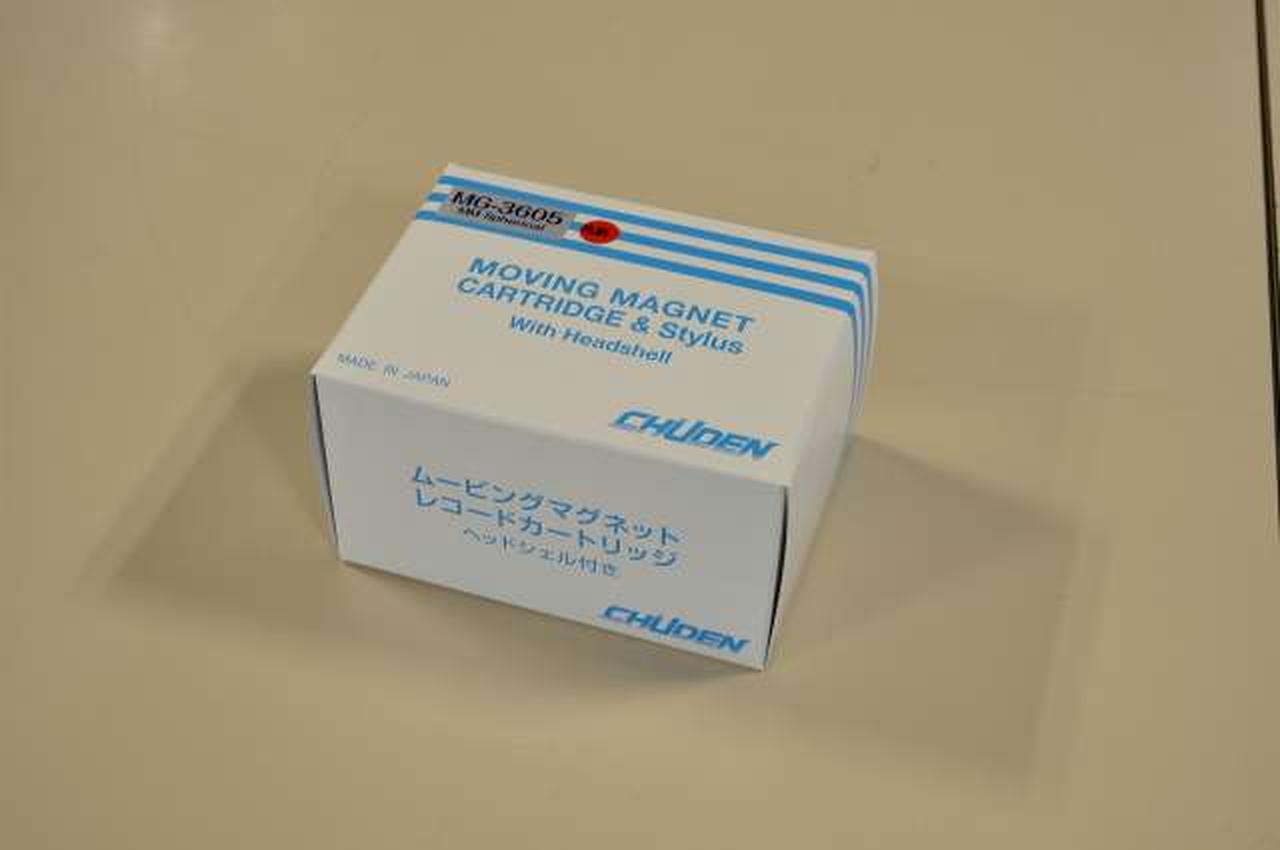 MG-3605
MM Spherical
MOVING MAGNET
CARTRIDGE & Stylus
With Headshell
MADE IN JAPAN
CHUDEN
ムービングマグネット
レコードカートリッジ
ヘッドシェル付き
CHUDEN